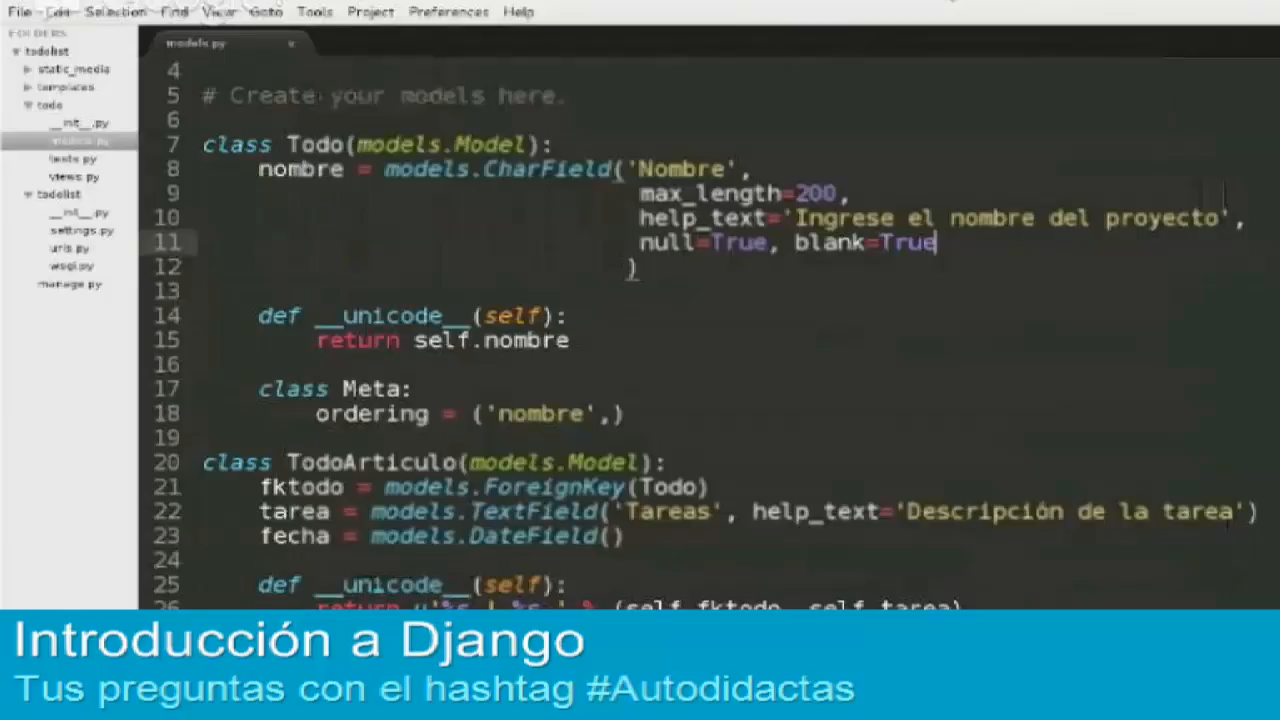 File Edit Selection Find View Goto Tools Project Preferences Help
FOLDERS
todolist
static_media
templates
todo
__init__.py
models.py
tests.py
views.py
todolist
__init__.py
settings.py
urls.py
wsgi.py
manage.py
models.py x
4
5 # Create your models here.
6
7 class Todo(models.Model):
8 nombre = models.CharField('Nombre',
9 max_length=200,
10 help_text='Ingrese el nombre del proyecto',
11 null=True, blank=True
12 )
13
14 def __unicode__(self):
15 return self.nombre
16
17 class Meta:
18 ordering = ('nombre',)
19
20 class TodoArticulo(models.Model):
21 fktodo = models.ForeignKey(Todo)
22 tarea = models.TextField('Tareas', help_text='Descripción de la tarea')
23 fecha = models.DateField()
24
25 def __unicode__(self):
26 return u'%s | %s ' % (self.fktodo, self.tarea)
Introducción a Django
Tus preguntas con el hashtag #Autodidactas